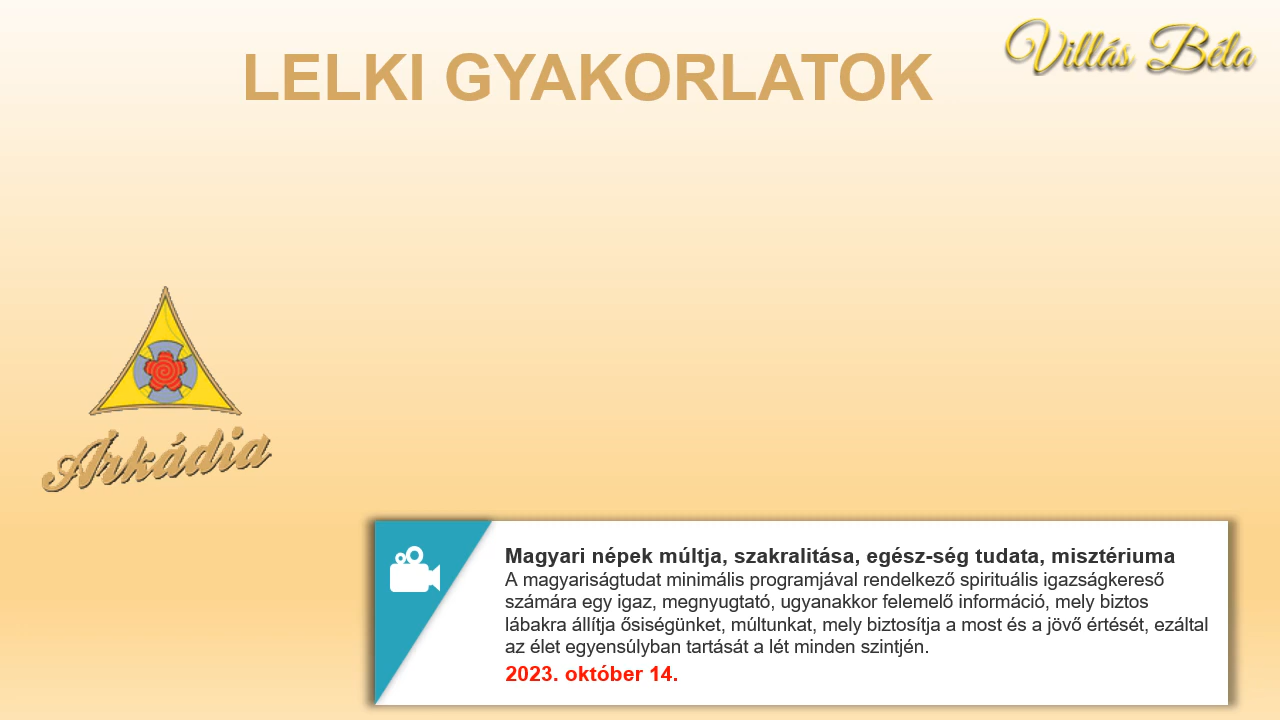 LELKI GYAKORLATOK
Villás Béla
Árkádia
Magyari népek múltja, szakralitása, egész-ség tudata, misztériuma
A magyariságtudat minimális programjával rendelkező spirituális igazságkereső
számára egy igaz, megnyugtató, ugyanakkor felemelő információ, mely biztos
lábakra állítja ősiségünket, múltunkat, mely biztosítja a most és a jövő értését, ezáltal
az élet egyensúlyban tartását a lét minden szintjén.
2023. október 14.